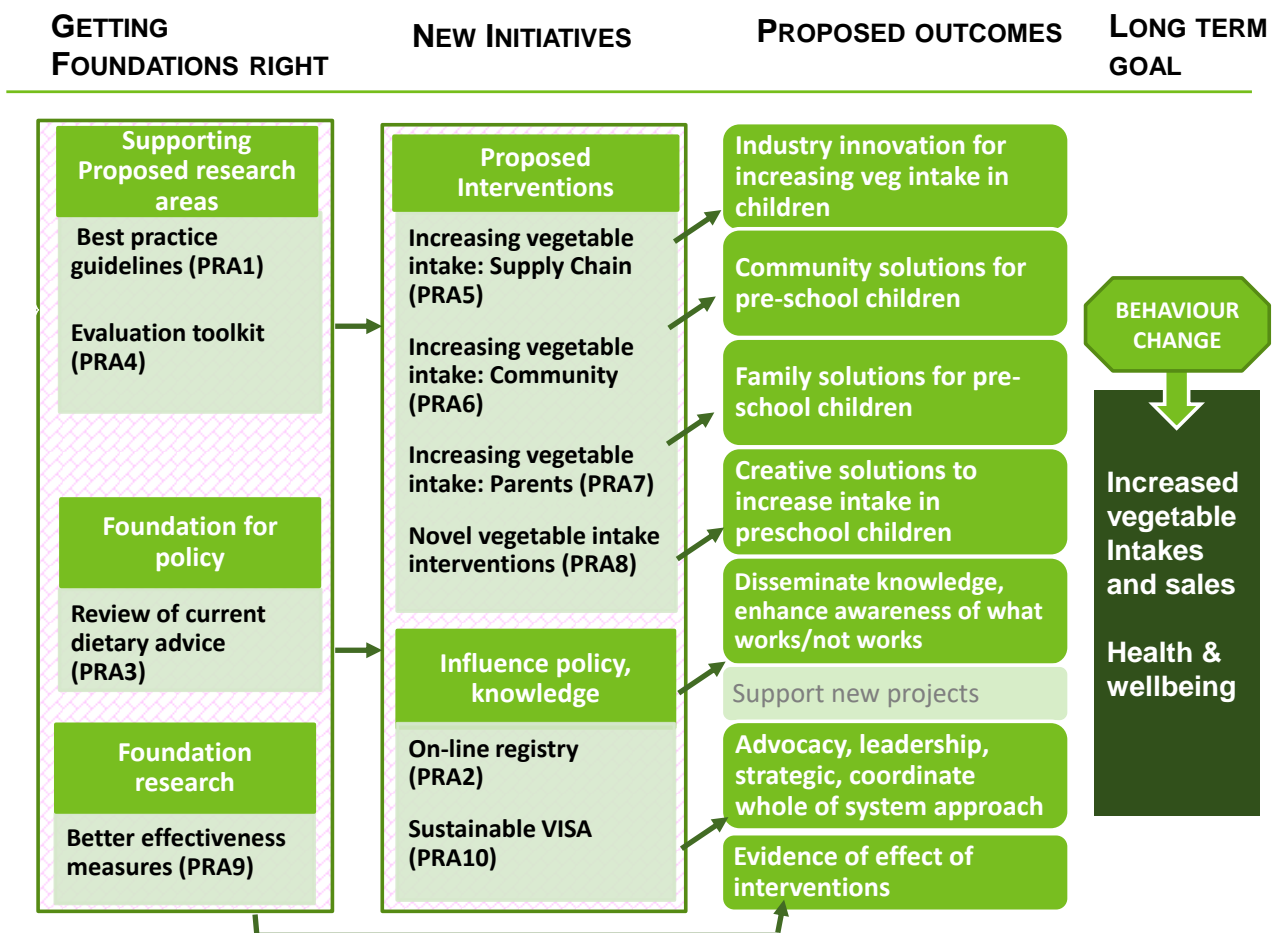 GETTING
FOUNDATIONS RIGHT
NEW INITIATIVES
PROPOSED OUTCOMES
LONG TERM
GOAL
Supporting
Proposed research
areas
Best practice
guidelines (PRA1)
Evaluation toolkit
(PRA4)
Foundation for
policy
Review of current
dietary advice
(PRA3)
Foundation
research
Better effectiveness
measures (PRA9)
Proposed
Interventions
Increasing vegetable
intake: Supply Chain
(PRA5)
Increasing vegetable
intake: Community
(PRA6)
Increasing vegetable
intake: Parents (PRA7)
Novel vegetable intake
interventions (PRA8)
Influence policy,
knowledge
On-line registry
(PRA2)
Sustainable VISA
(PRA10)
Industry innovation for
increasing veg intake in
children
Community solutions for
pre-school children
Family solutions for pre-
school children
Creative solutions to
increase intake in
preschool children
Disseminate knowledge,
enhance awareness of what
works/not works
Support new projects
Advocacy, leadership,
strategic, coordinate
whole of system approach
Evidence of effect of
interventions
BEHAVIOUR
CHANGE
Increased
vegetable
Intakes
and sales
Health &
wellbeing